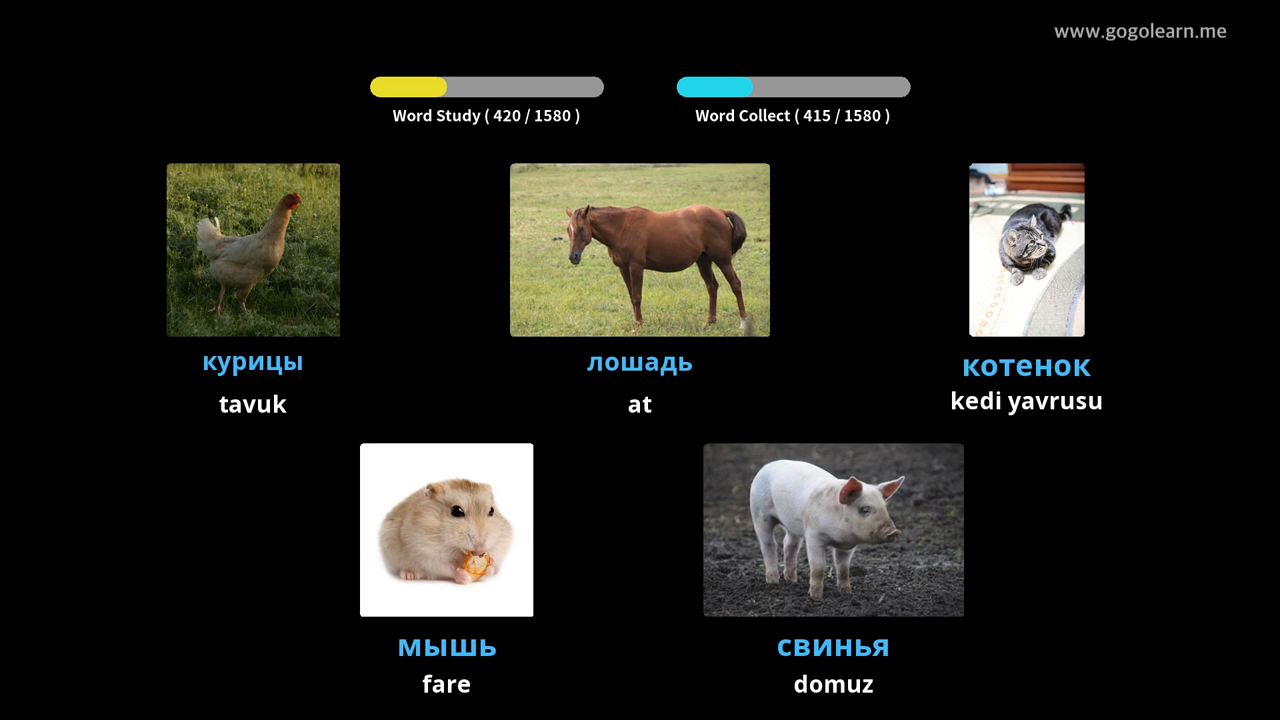 www.gogolearn.me
Word Study ( 420 / 1580 )
Word Collect ( 415 / 1580 )
курицы
лошадь
котенок
tavuk
at
kedi yavrusu
мышь
свинья
fare
domuz